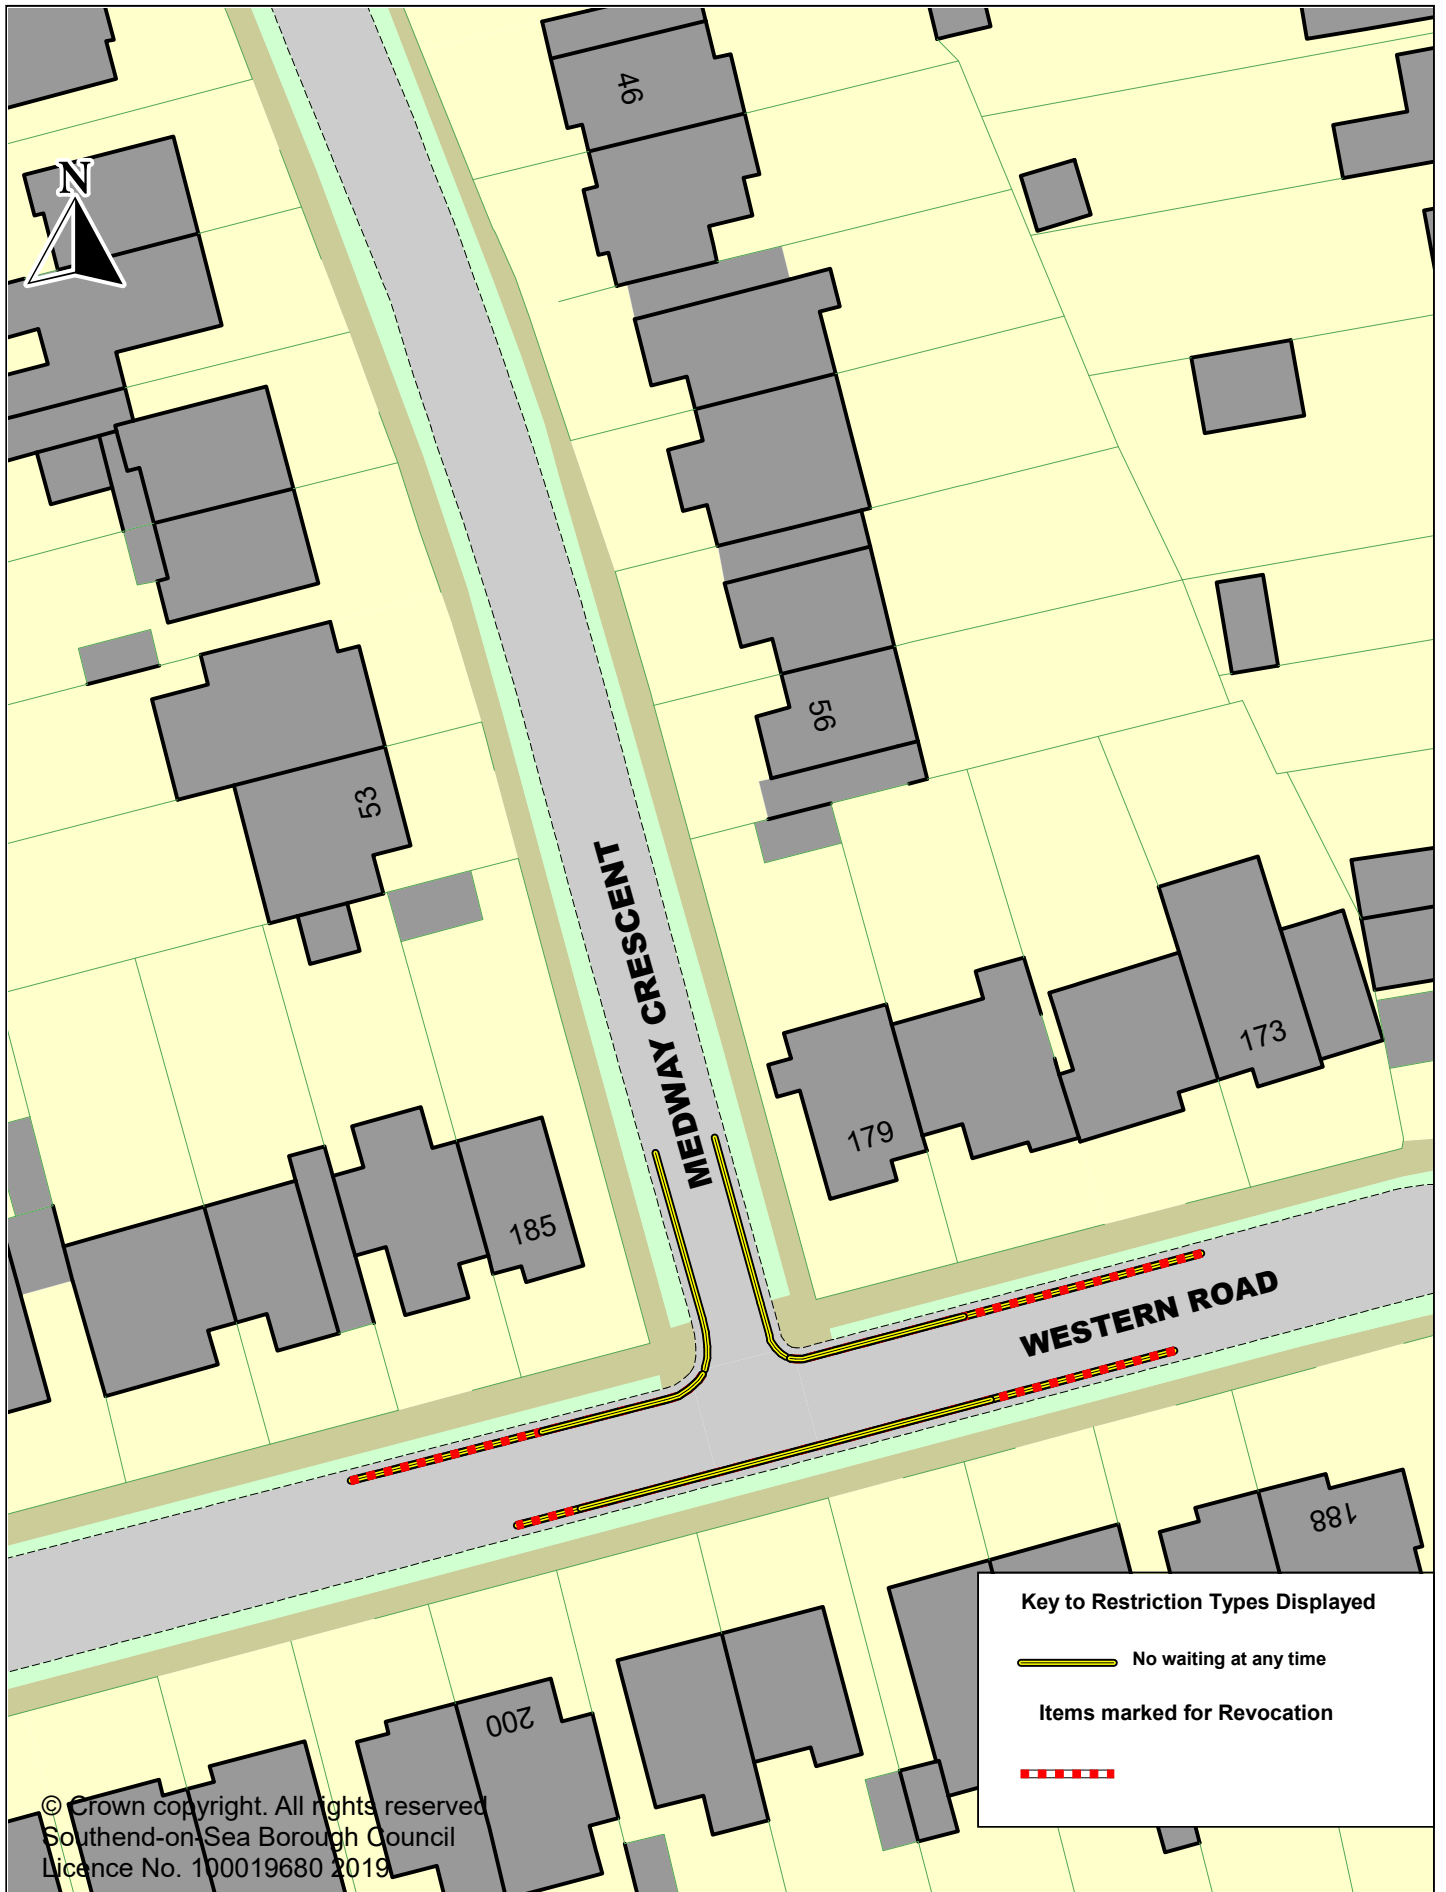 46
N
56
53
MEDWAY CRESCENT
173
179
185
WESTERN ROAD
188
Key to Restriction Types Displayed
No waiting at any time
Items marked for Revocation
200
© Crown copyright. All rights reserved
Southend-on-Sea Borough Council
Licence No. 100019680 2019